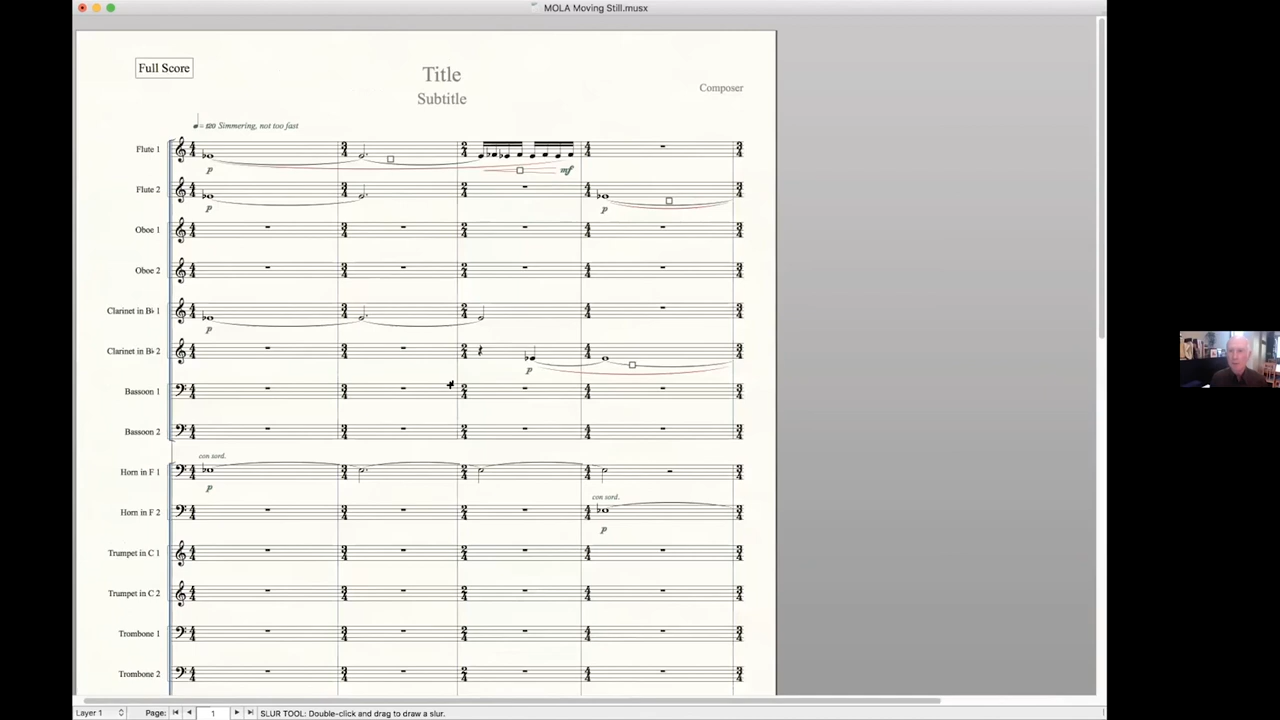 MOLA Moving Still.musx
Full Score
Title
Subtitle
Composer
Simmering, not too fast
Flute 1
p
mf
Flute 2
p
p
Oboe 1
Oboe 2
Clarinet in B♭ 1
p
Clarinet in B♭ 2
p
Bassoon 1
Bassoon 2
con sord.
Horn in F 1
p
con sord.
Horn in F 2
p
Trumpet in C 1
Trumpet in C 2
Trombone 1
Trombone 2
Layer 1 Page: 1 SLUR TOOL: Double-click and drag to draw a slur.